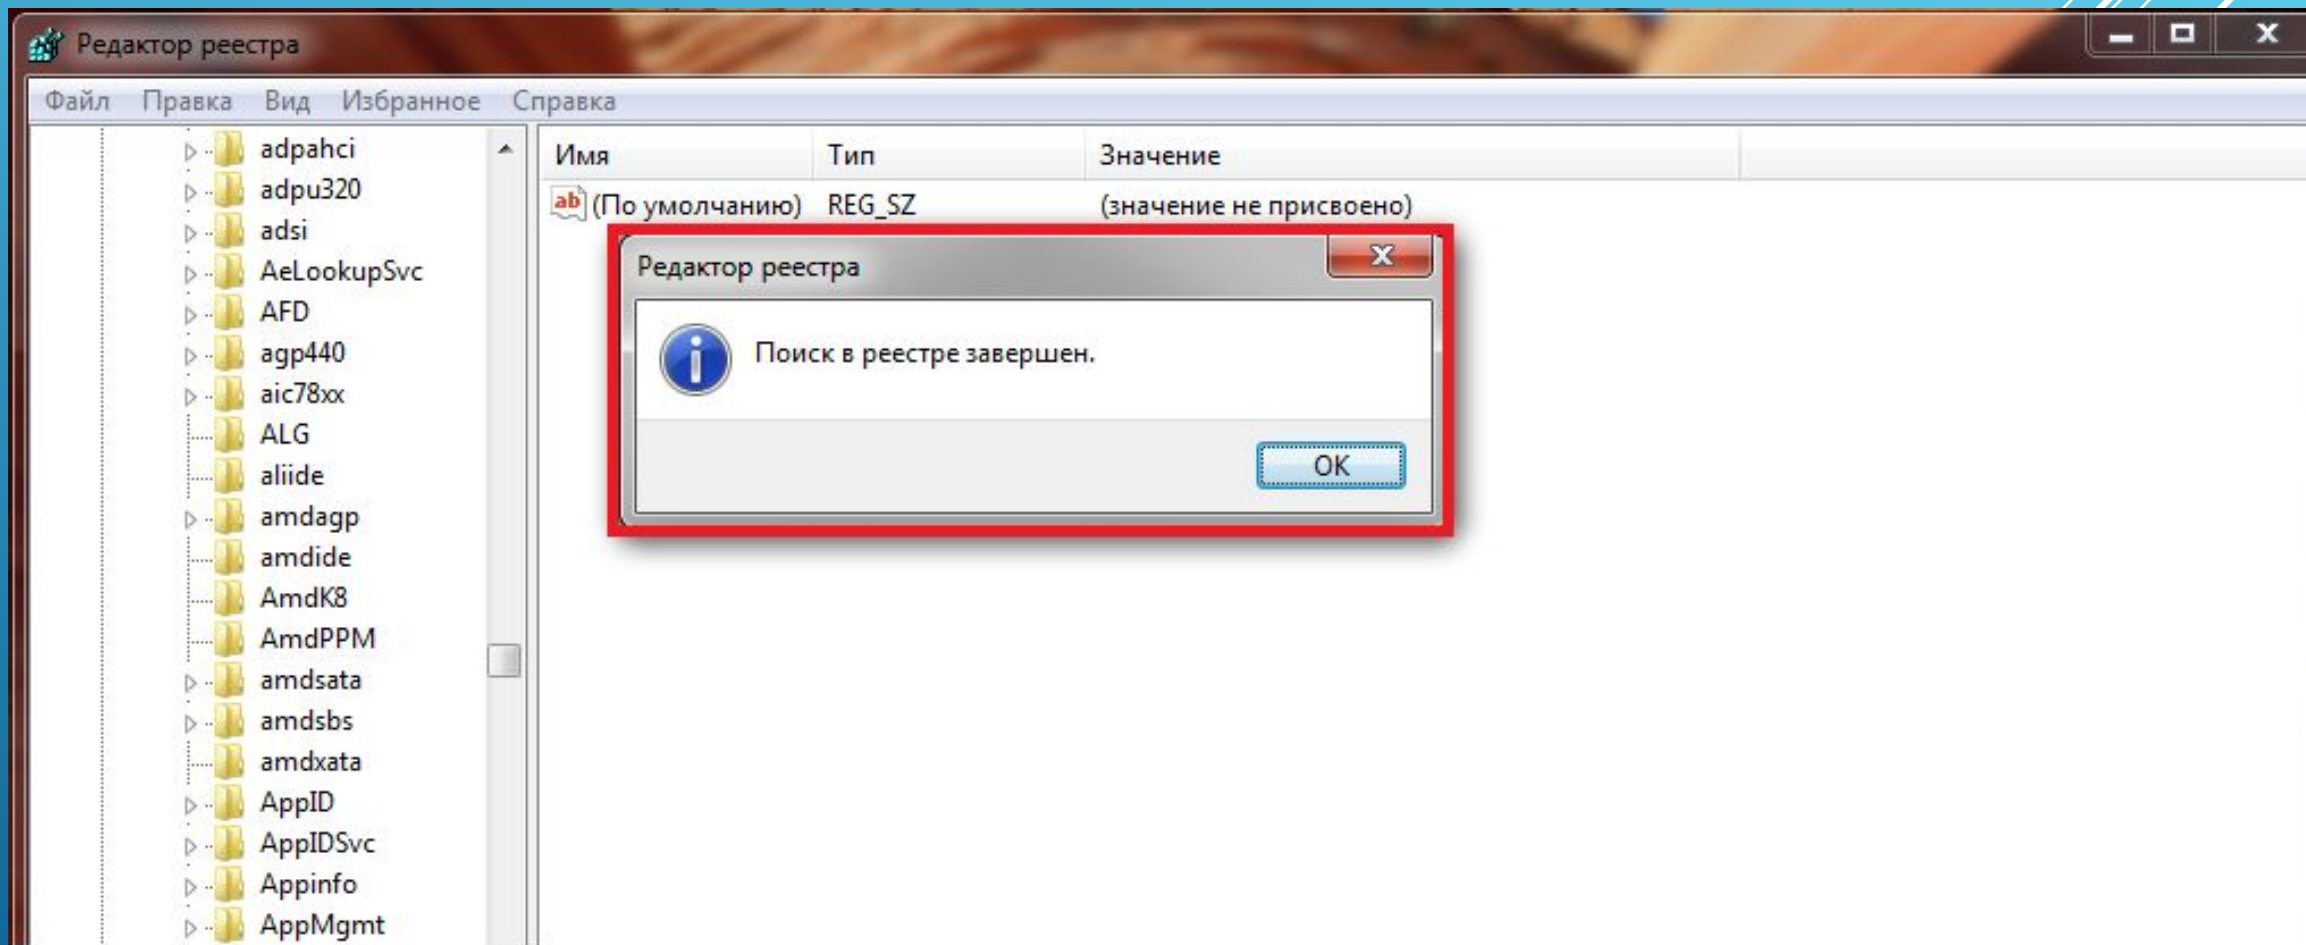 Редактор реестра
Файл Правка Вид Избранное Справка
adpahci
adpu320
adsi
AeLookupSvc
AFD
agp440
aic78xx
ALG
aliide
amdagp
amdide
AmdK8
AmdPPM
amdsata
amdsbs
amdxata
AppID
AppIDSvc
Appinfo
AppMgmt
Имя Тип Значение
ab (По умолчанию) REG_SZ (значение не присвоено)
Редактор реестра
Поиск в реестре завершен.
OK